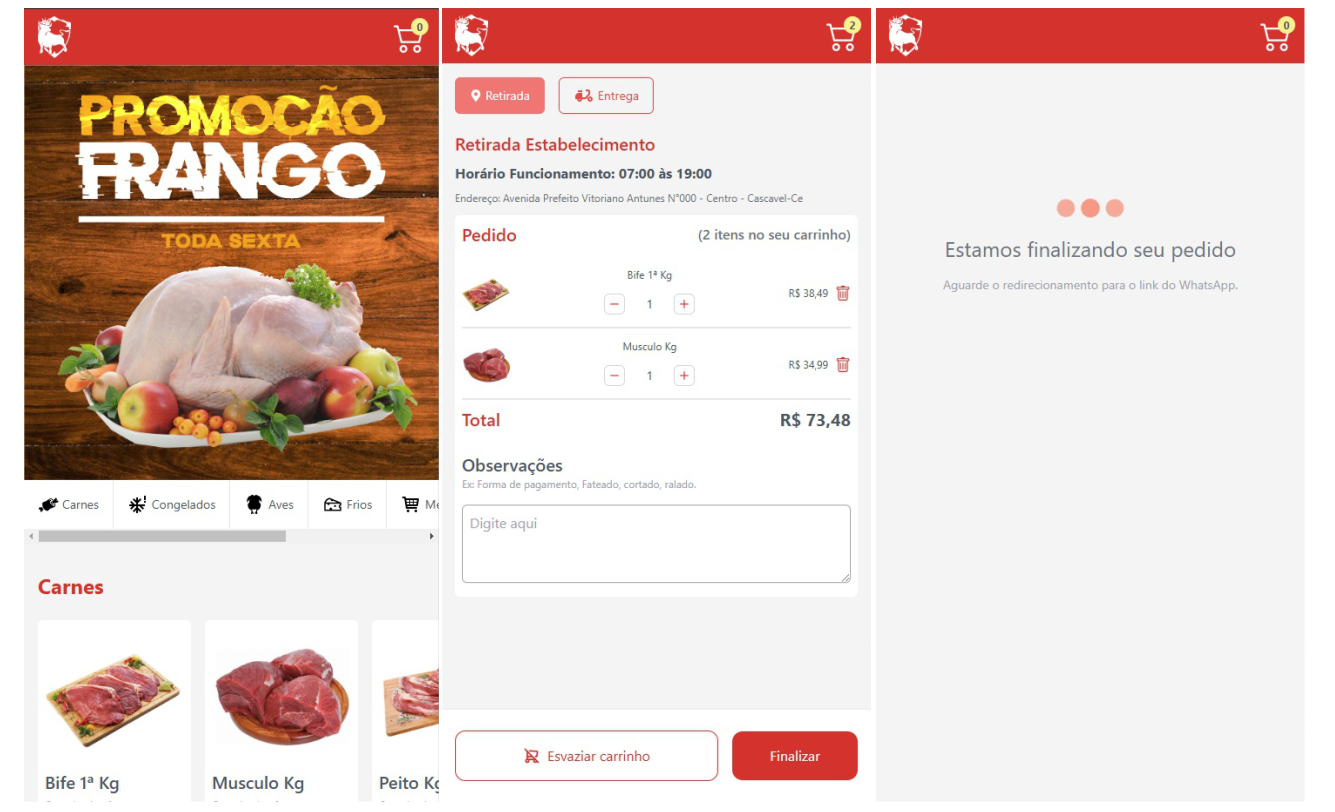 0
PROMOÇÃO
FRANGO
TODA SEXTA
Carnes
Congelados
Aves
Frios
Carnes
Bife 1ª Kg
Musculo Kg
Peito Kg
2
Retirada
Entrega
Retirada Estabelecimento
Horário Funcionamento: 07:00 às 19:00
Endereço: Avenida Prefeito Vitoriano Antunes N°000 - Centro - Cascavel-Ce
Pedido (2 itens no seu carrinho)
Bife 1ª Kg
1
R$ 38,49
Musculo Kg
1
R$ 34,99
Total R$ 73,48
Observações
Ex: Forma de pagamento, Fateado, cortado, ralado.
Digite aqui
Esvaziar carrinho
Finalizar
0
Estamos finalizando seu pedido
Aguarde o redirecionamento para o link do WhatsApp.